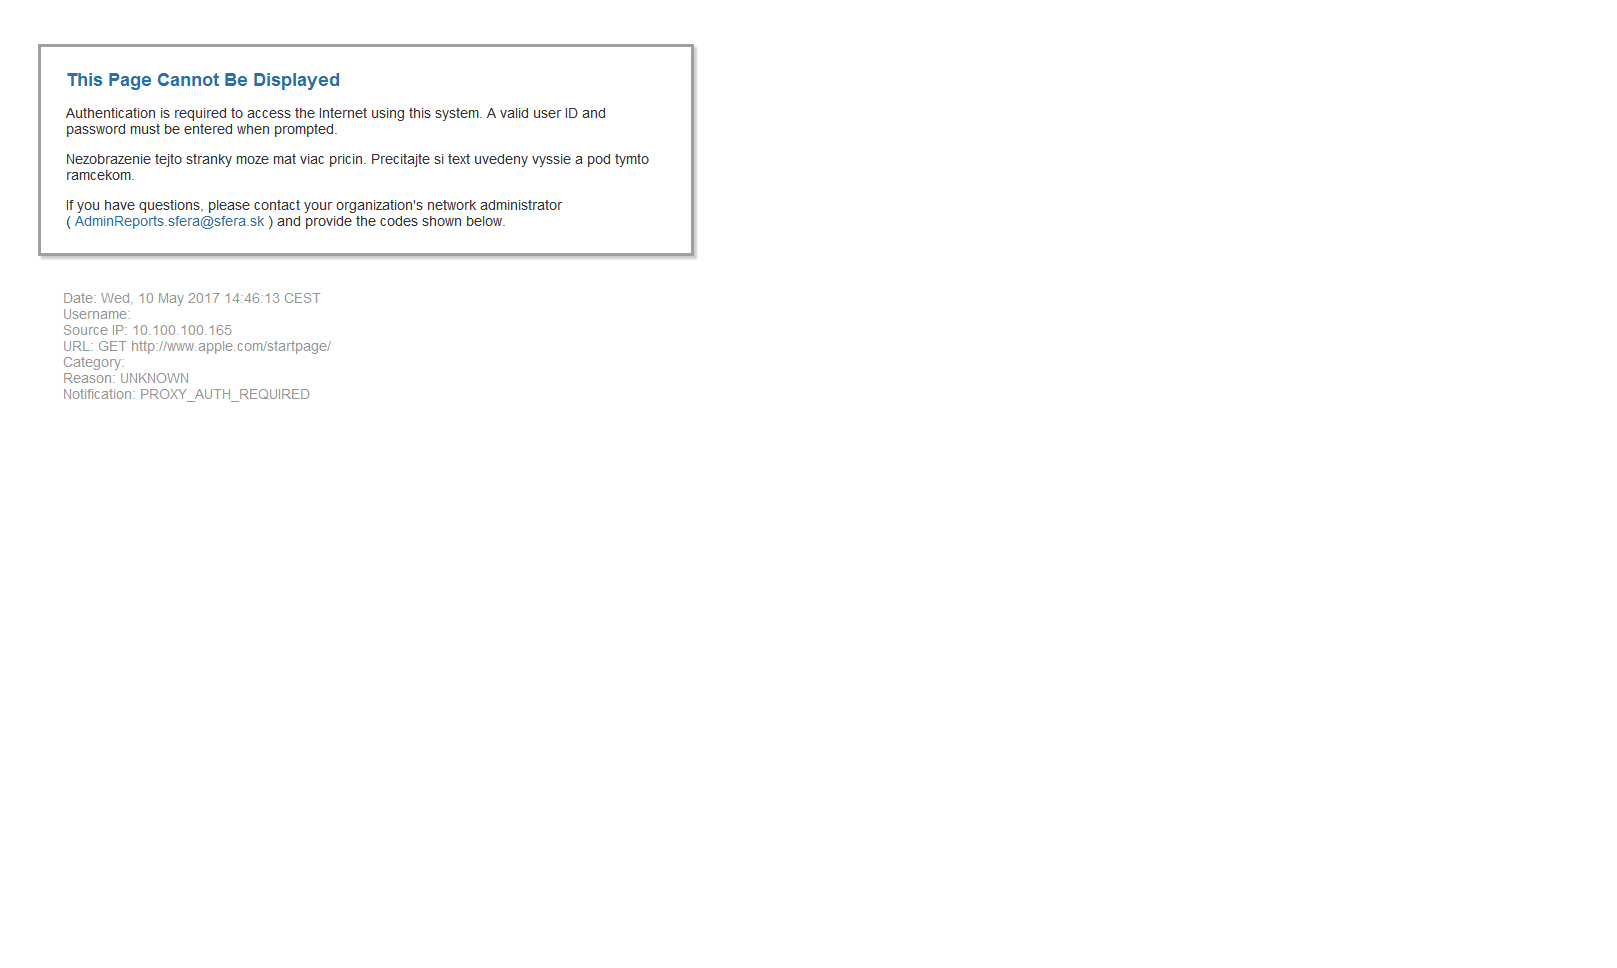 This Page Cannot Be Displayed
Authentication is required to access the Internet using this system. A valid user ID and
password must be entered when prompted.
Nezobrazenie tejto stranky moze mat viac pricin. Precitajte si text uvedeny vyssie a pod tymto
ramcekom.
If you have questions, please contact your organization's network administrator
( AdminReports.sfera@sfera.sk ) and provide the codes shown below.
Date: Wed, 10 May 2017 14:46:13 CEST
Username:
Source IP: 10.100.100.165
URL: GET http://www.apple.com/startpage/
Category:
Reason: UNKNOWN
Notification: PROXY_AUTH_REQUIRED